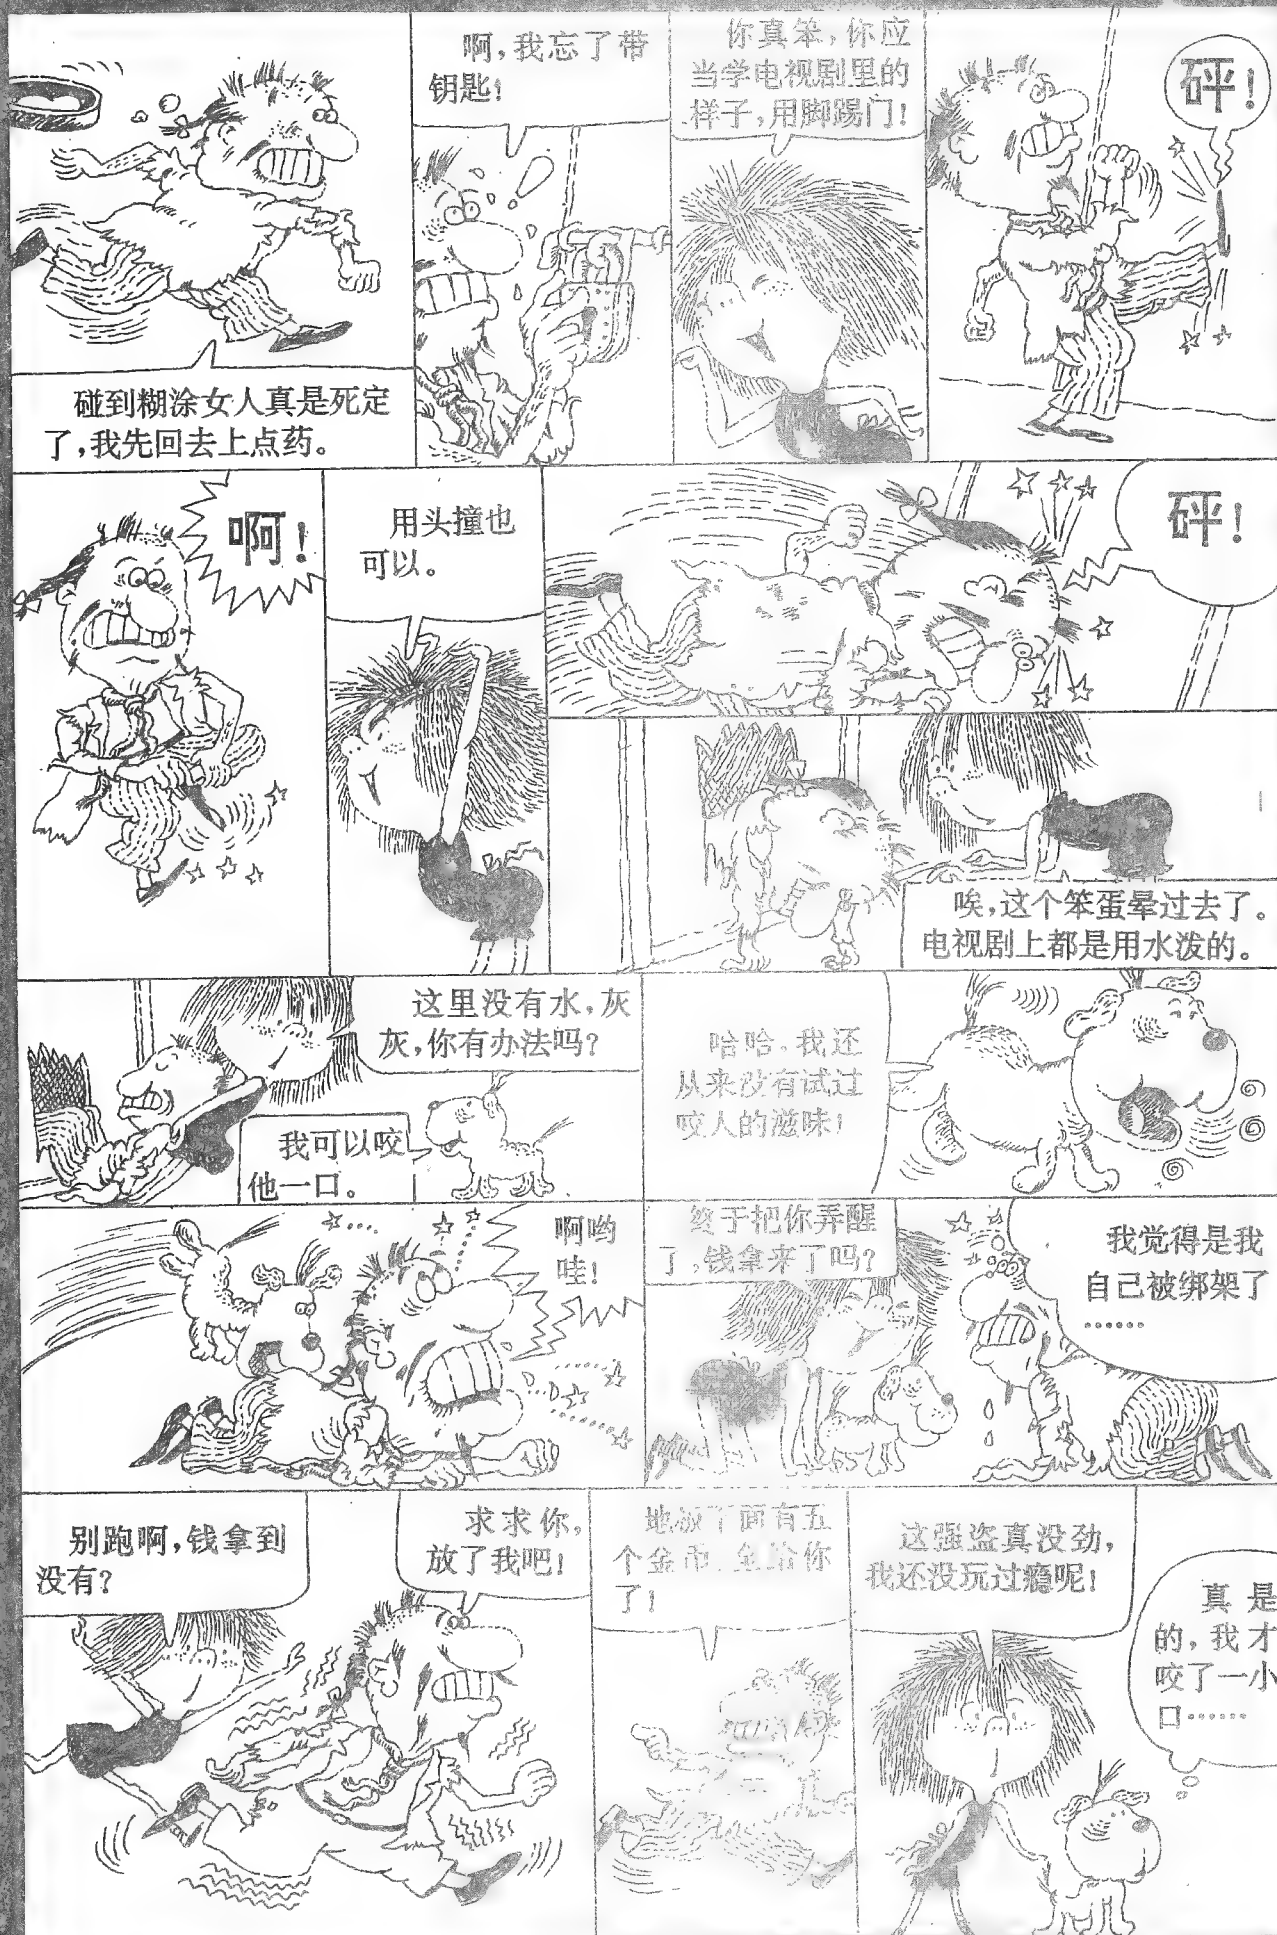 碰到糊涂女人真是死定
了，我先回去上点药。
啊，我忘了带
钥匙！
你真笨，你应
当学电视剧里的
样子，用脚踢门！
砰！
啊！
用头撞也
可以。
砰！
唉，这个笨蛋晕过去了。
电视剧上都是用水泼的。
这里没有水，灰
灰，你有办法吗？
我可以咬
他一口。
哈哈，我还
从来没有试过
咬人的滋味！
啊哟
哇！
终于把你弄醒
了，钱拿来了吗？
我觉得是我
自己被绑架了
……
别跑啊，钱拿到
没有？
求求你，
放了我吧！
地板下面有五
个金币，全给你
了！
这强盗真没劲，
我还没玩过瘾呢！
真是
的，我才
咬了一小
口……